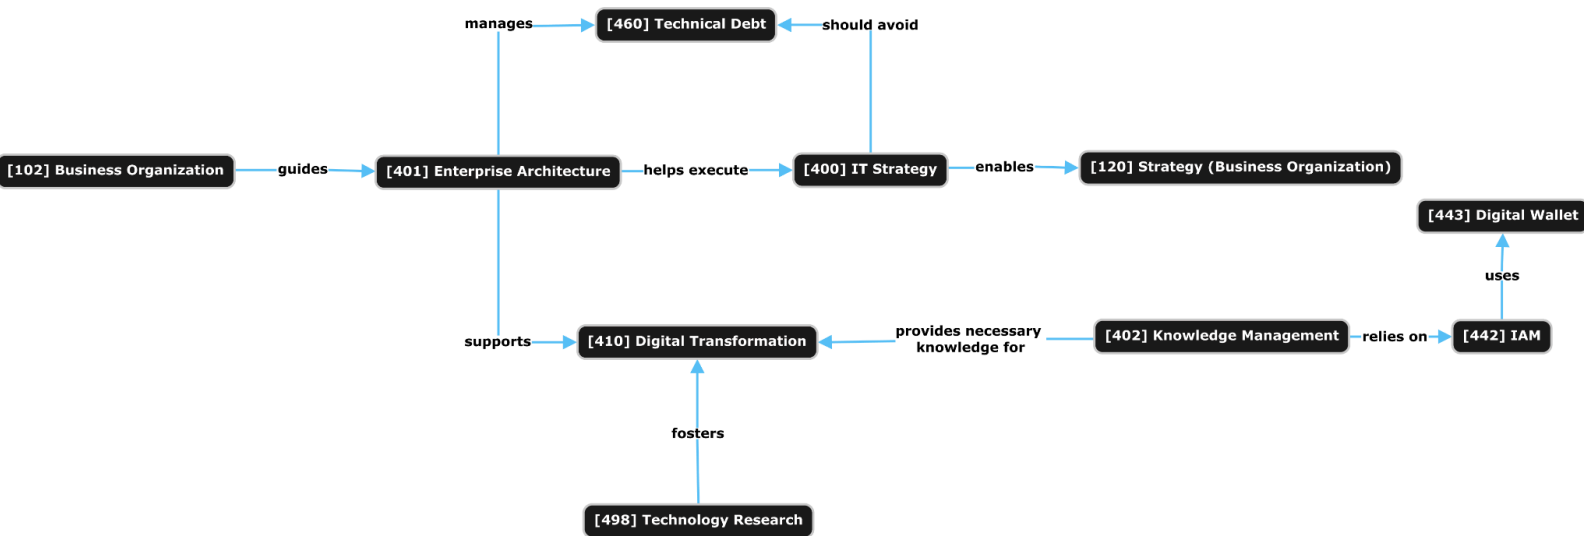 manages
[460] Technical Debt
should avoid
[102] Business Organization
guides
[401] Enterprise Architecture
helps execute
[400] IT Strategy
enables
[120] Strategy (Business Organization)
[443] Digital Wallet
uses
supports
[410] Digital Transformation
provides necessary
knowledge for
[402] Knowledge Management
relies on
[442] IAM
fosters
[498] Technology Research